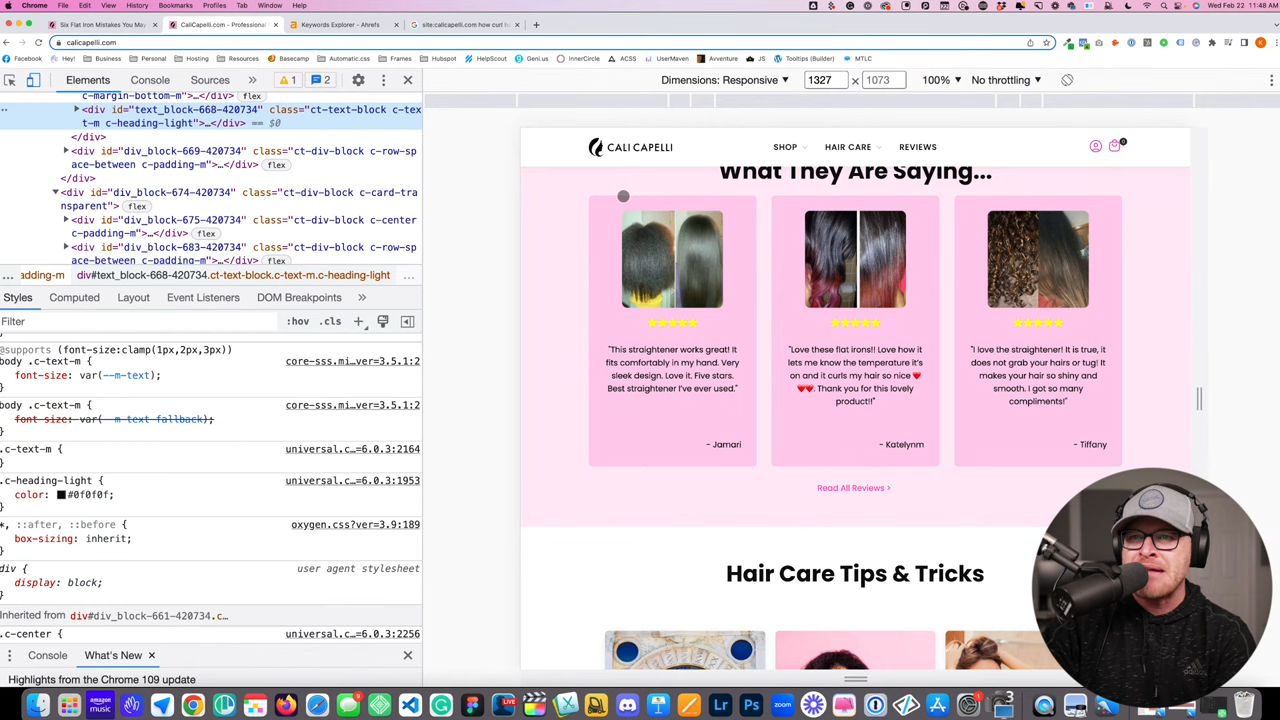 Chrome File Edit View History Bookmarks Profiles Tab Window Help
Wed Feb 22 11:48 AM
Six Flat Iron Mistakes You May
CaliCapelli.com - Professional
Keywords Explorer - Ahrefs
site:calicapelli.com how curl h
calicapelli.com
Facebook Hey! Business Personal Hosting Resources Basecamp Automatic.css Framer Hubspot HelpScout Geni.us InnerCircle ACSS UserMaven Avventure JS Tutorials Webflow Tip Build MTLC
Elements Console Sources 1 2
Dimensions: Responsive 1327 × 1073 100% No throttling
c-margin-bottom-m">…</div> flex
<div id="text_block-668-420734" class="ct-text-block c-tex
t-m c-heading-light">…</div> == $0
</div>
<div id="div_block-669-420734" class="ct-div-block c-row-sp
ace-between c-padding-m">…</div> flex
<div id="div_block-674-420734" class="ct-div-block c-card-tra
nsparent"> flex
<div id="div_block-675-420734" class="ct-div-block c-center
c-padding-m">…</div> flex
<div id="div_block-683-420734" class="ct-div-block c-row-sp
ace-between c-padding-m">…</div> flex
... adding-m div#text_block-668-420734.ct-text-block.c-text-m.c-heading-light ...
Styles Computed Layout Event Listeners DOM Breakpoints
Filter :hov .cls
@supports (font-size:clamp(1px,2px,3px))
body .c-text-m { core-sss.mi…ver=3.5.1:2
font-size: var(--m-text);
}
body .c-text-m { core-sss.mi…ver=3.5.1:2
font-size: var(--m-text-fallback);
}
.c-text-m { universal.c…=6.0.3:2164
}
.c-heading-light { universal.c…=6.0.3:1953
color: #0f0f0f;
}
*, ::after, ::before { oxygen.css?ver=3.9:189
box-sizing: inherit;
}
div { user agent stylesheet
display: block;
}
Inherited from div#div_block-661-420734.c…
.c-center { universal.c…=6.0.3:2256
Console What's New
Highlights from the Chrome 109 update
CALI CAPELLI
SHOP HAIR CARE REVIEWS 0
What They Are Saying...
"This straightener works great! It
fits comfortably in my hand. Very
sleek design. Love it. Five stars.
Best straightener I've ever used."
- Jamari
"Love these flat irons!! Love how it
lets me know the temperature it's
on and it curls my hair so nice ❤️
❤️❤️ Thank you for this lovely
product!!"
- Katelynm
"I love the straightener! It is true, it
does not grab your hairs or tug! It
makes your hair so shiny and
smooth. I got so many
compliments!"
- Tiffany
Read All Reviews >
Hair Care Tips & Tricks